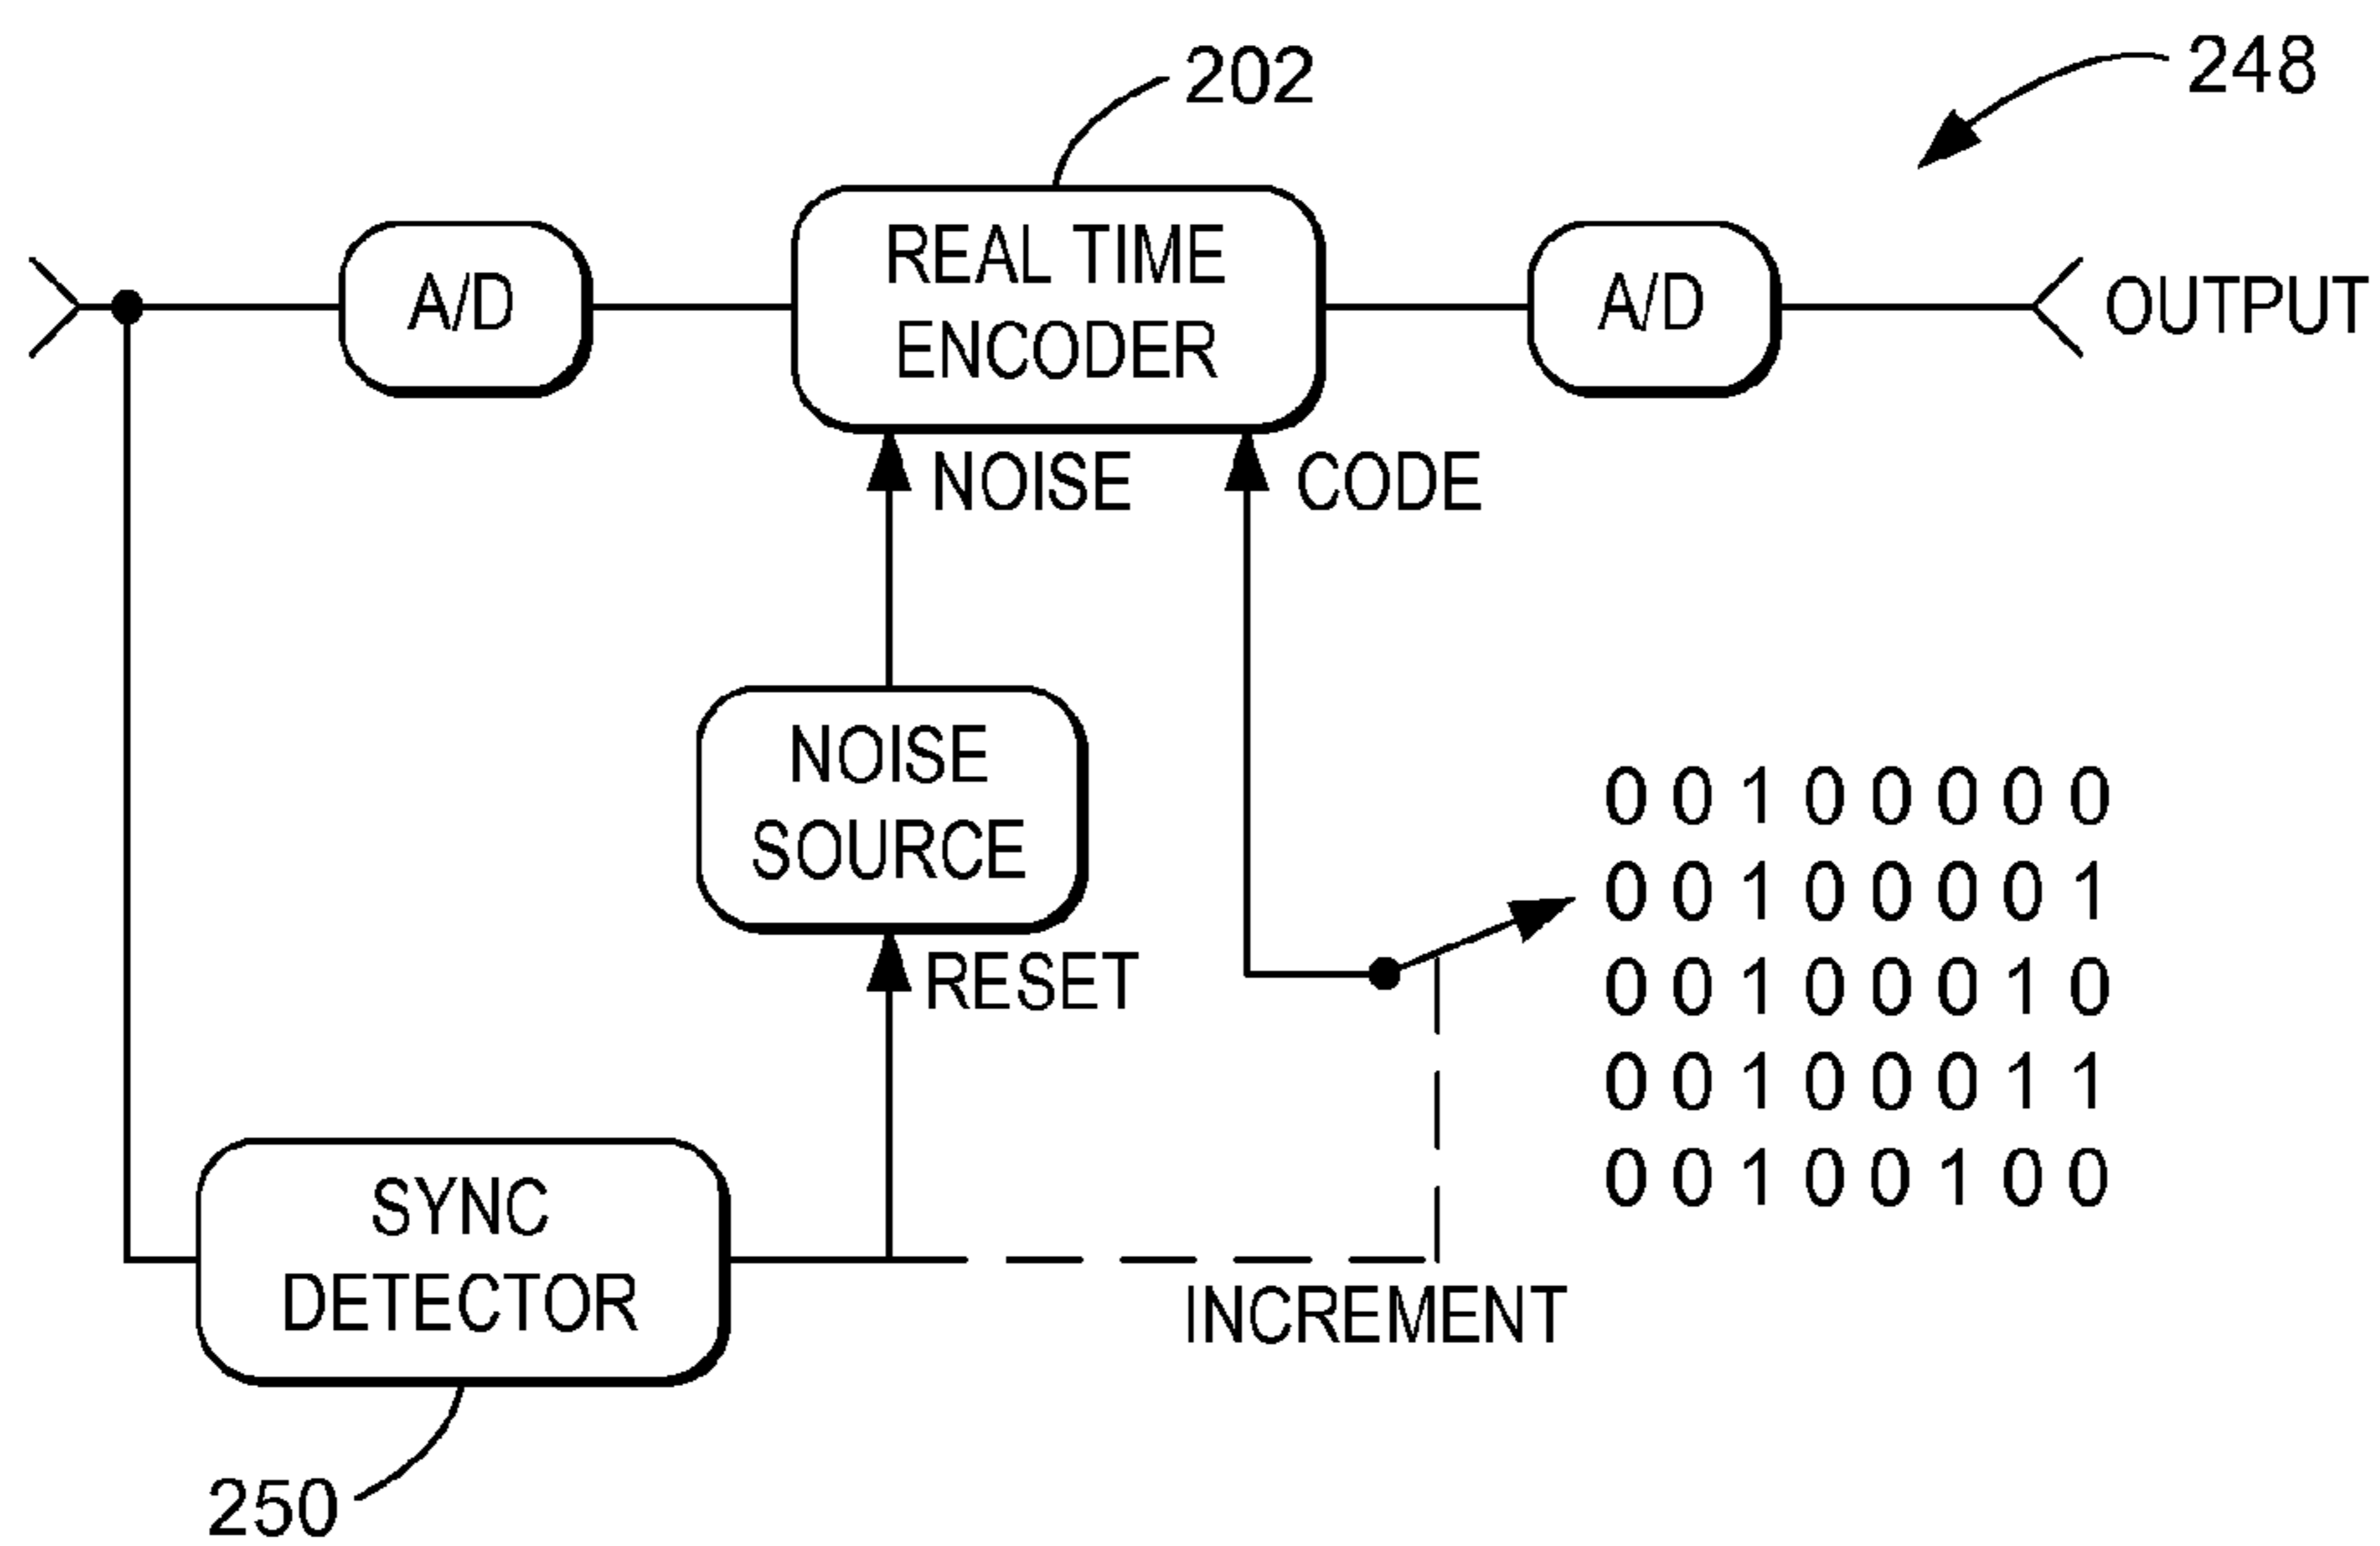 202
248
A/D
REAL TIME
ENCODER
A/D
OUTPUT
NOISE
CODE
NOISE
SOURCE
RESET
0 0 1 0 0 0 0 0
0 0 1 0 0 0 0 1
0 0 1 0 0 0 1 0
0 0 1 0 0 0 1 1
0 0 1 0 0 1 0 0
SYNC
DETECTOR
INCREMENT
250